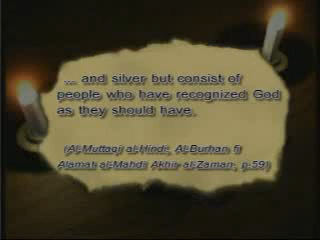 ... and silver but consist of
people who have recognized God
as they should have.
(Al-Muttaqi al-Hindi, Al-Burhan fi
Alamat al-Mahdi Akhir al-Zaman, p.59)